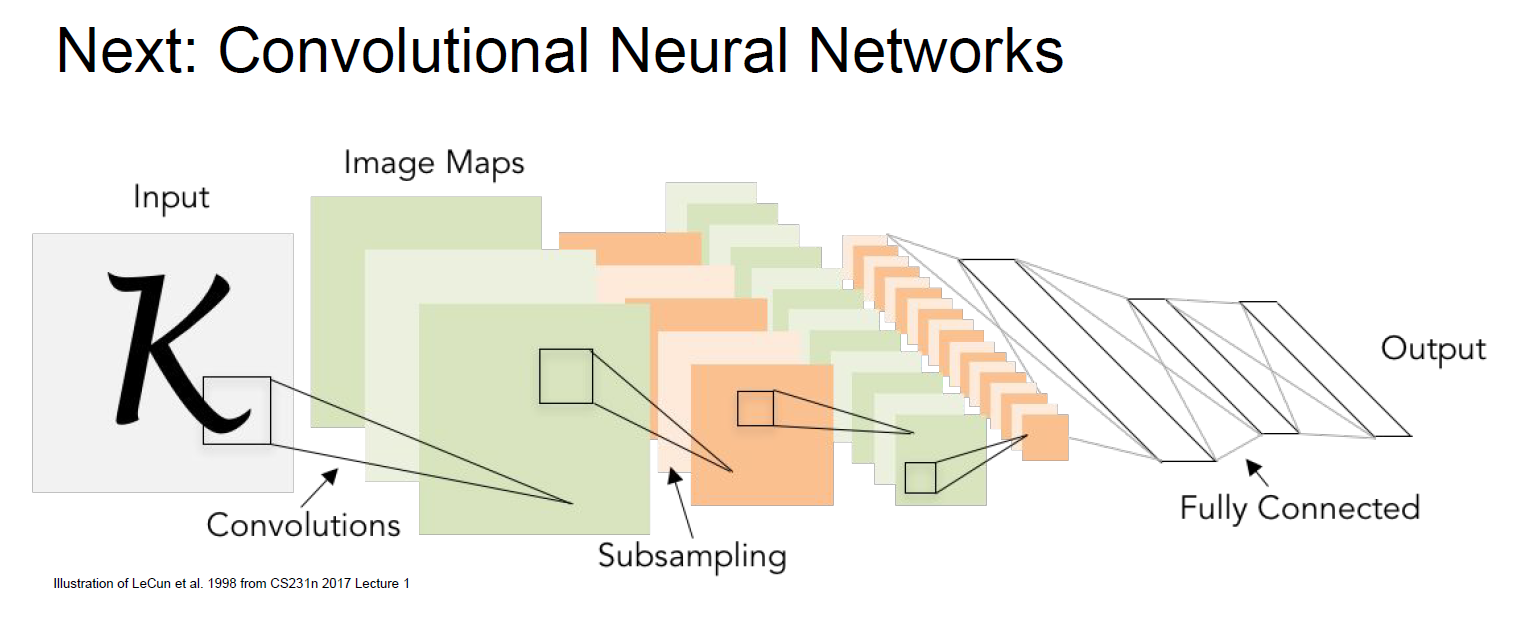 Next: Convolutional Neural Networks
Image Maps
Input
K
Output
Fully Connected
Convolutions
Subsampling
Illustration of LeCun et al. 1998 from CS231n 2017 Lecture 1